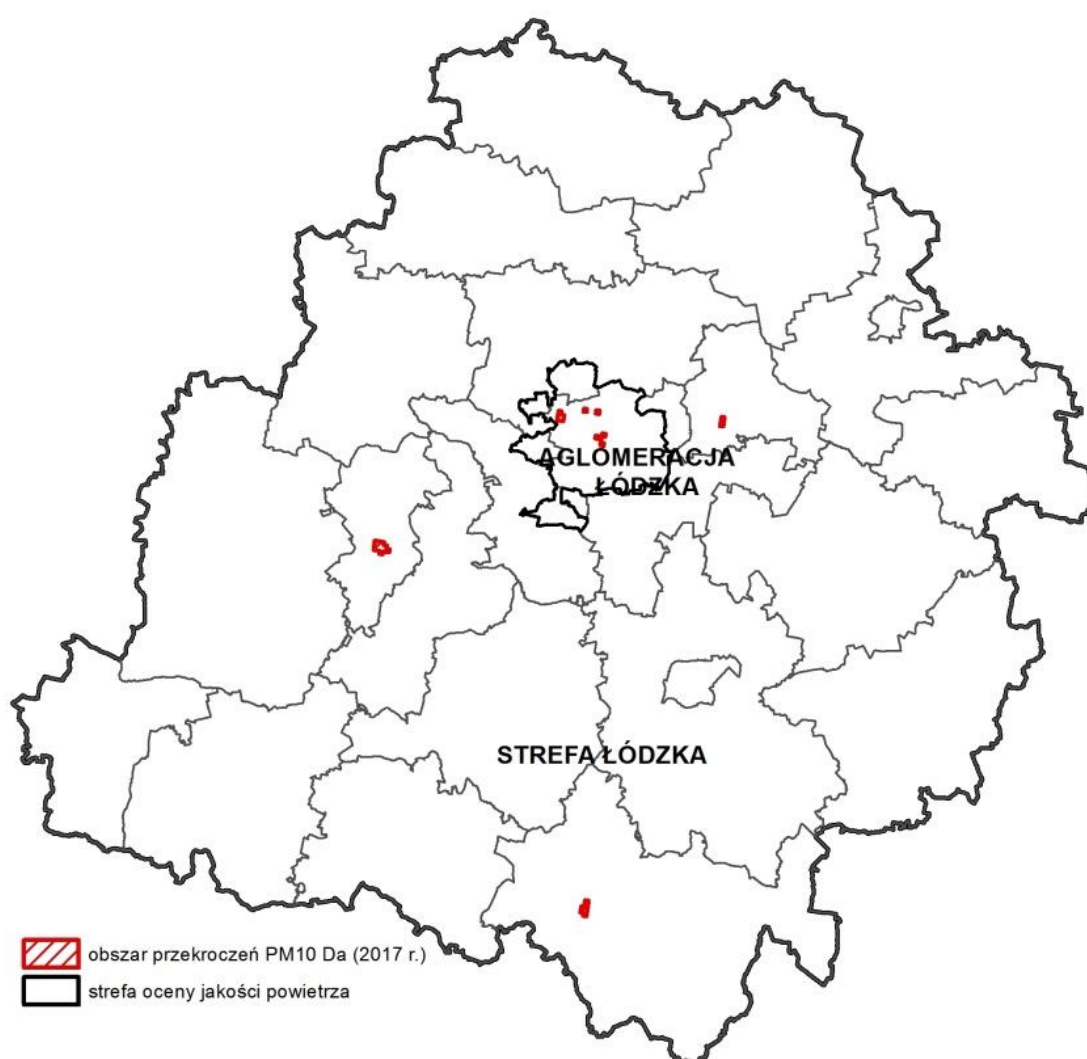 AGLOMERACJA
ŁÓDZKA
STREFA ŁÓDZKA
obszar przekroczeń PM10 Da (2017 r.)
strefa oceny jakości powietrza